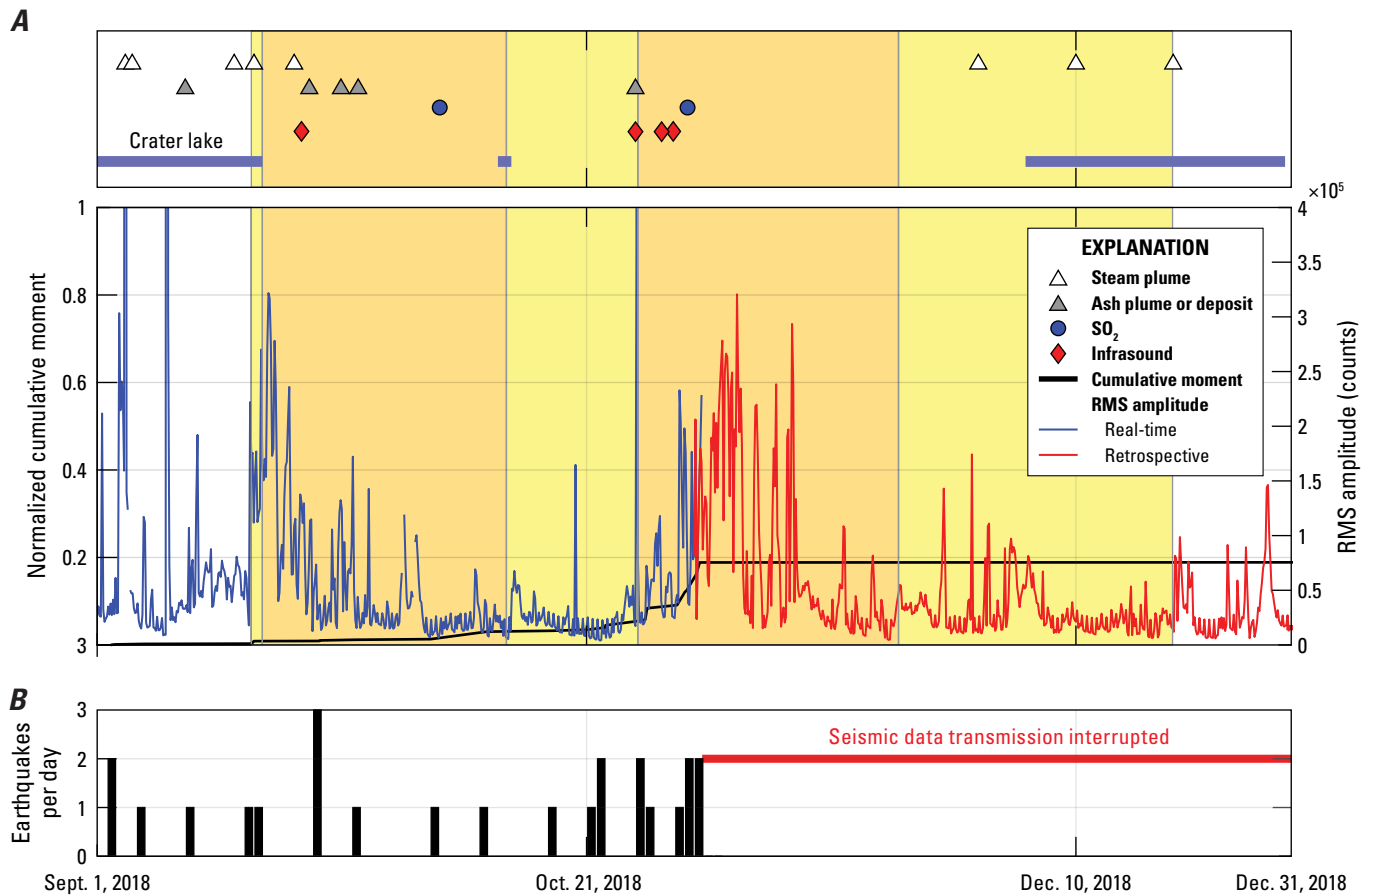 A
Crater lake
×10⁵
1
0.8
0.6
0.4
0.2
3
Normalized cumulative moment
4
3.5
3
2.5
2
1.5
1
0.5
0
RMS amplitude (counts)
EXPLANATION
Steam plume
Ash plume or deposit
SO₂
Infrasound
Cumulative moment
RMS amplitude
Real-time
Retrospective
B
3
2
1
0
Earthquakes
per day
Seismic data transmission interrupted
Sept. 1, 2018
Oct. 21, 2018
Dec. 10, 2018
Dec. 31, 2018